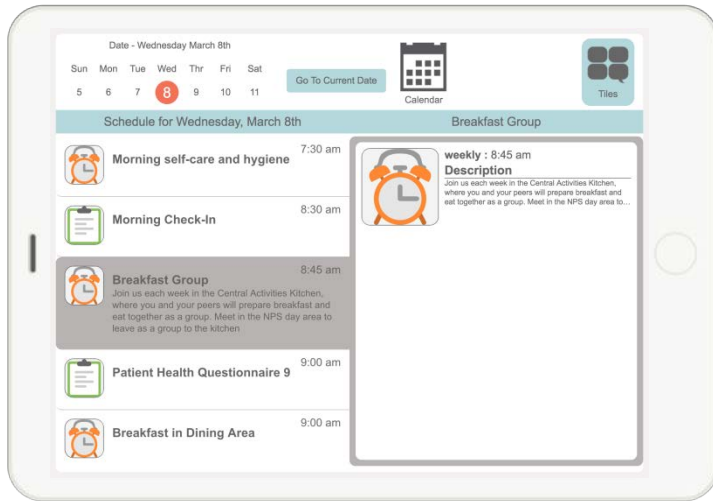 Date - Wednesday March 8th
Sun Mon Tue Wed Thr Fri Sat
5 6 7 8 9 10 11
Go To Current Date
Calendar
Tiles
Schedule for Wednesday, March 8th
Breakfast Group
7:30 am
Morning self-care and hygiene
8:30 am
Morning Check-In
8:45 am
Breakfast Group
Join us each week in the Central Activities Kitchen,
where you and your peers will prepare breakfast and
eat together as a group. Meet in the NPS day area to
leave as a group to the kitchen
9:00 am
Patient Health Questionnaire 9
9:00 am
Breakfast in Dining Area
weekly : 8:45 am
Description
Join us each week in the Central Activities Kitchen,
where you and your peers will prepare breakfast and
eat together as a group. Meet in the NPS day area to...